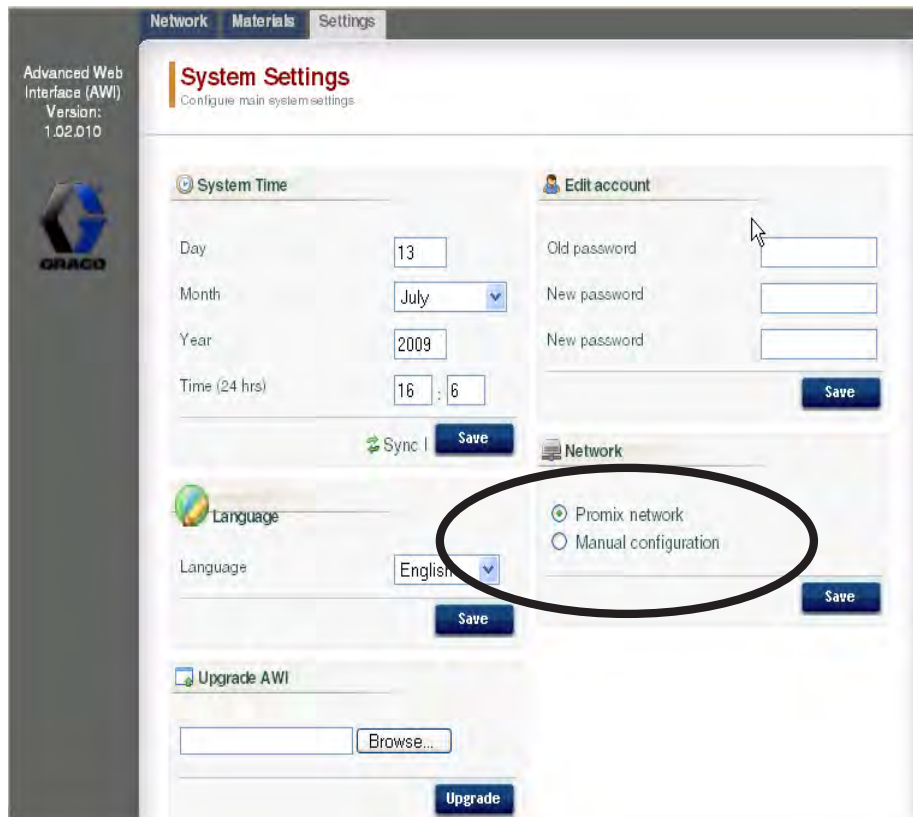 Network Materials Settings
Advanced Web
Interface (AWI)
Version:
1.02.010
GRACO
System Settings
Configure main system settings
System Time
Day 13
Month July
Year 2009
Time (24 hrs) 16 : 6
Sync | Save
Language
Language English
Save
Upgrade AWI
Browse...
Upgrade
Edit account
Old password
New password
New password
Save
Network
Promix network
Manual configuration
Save